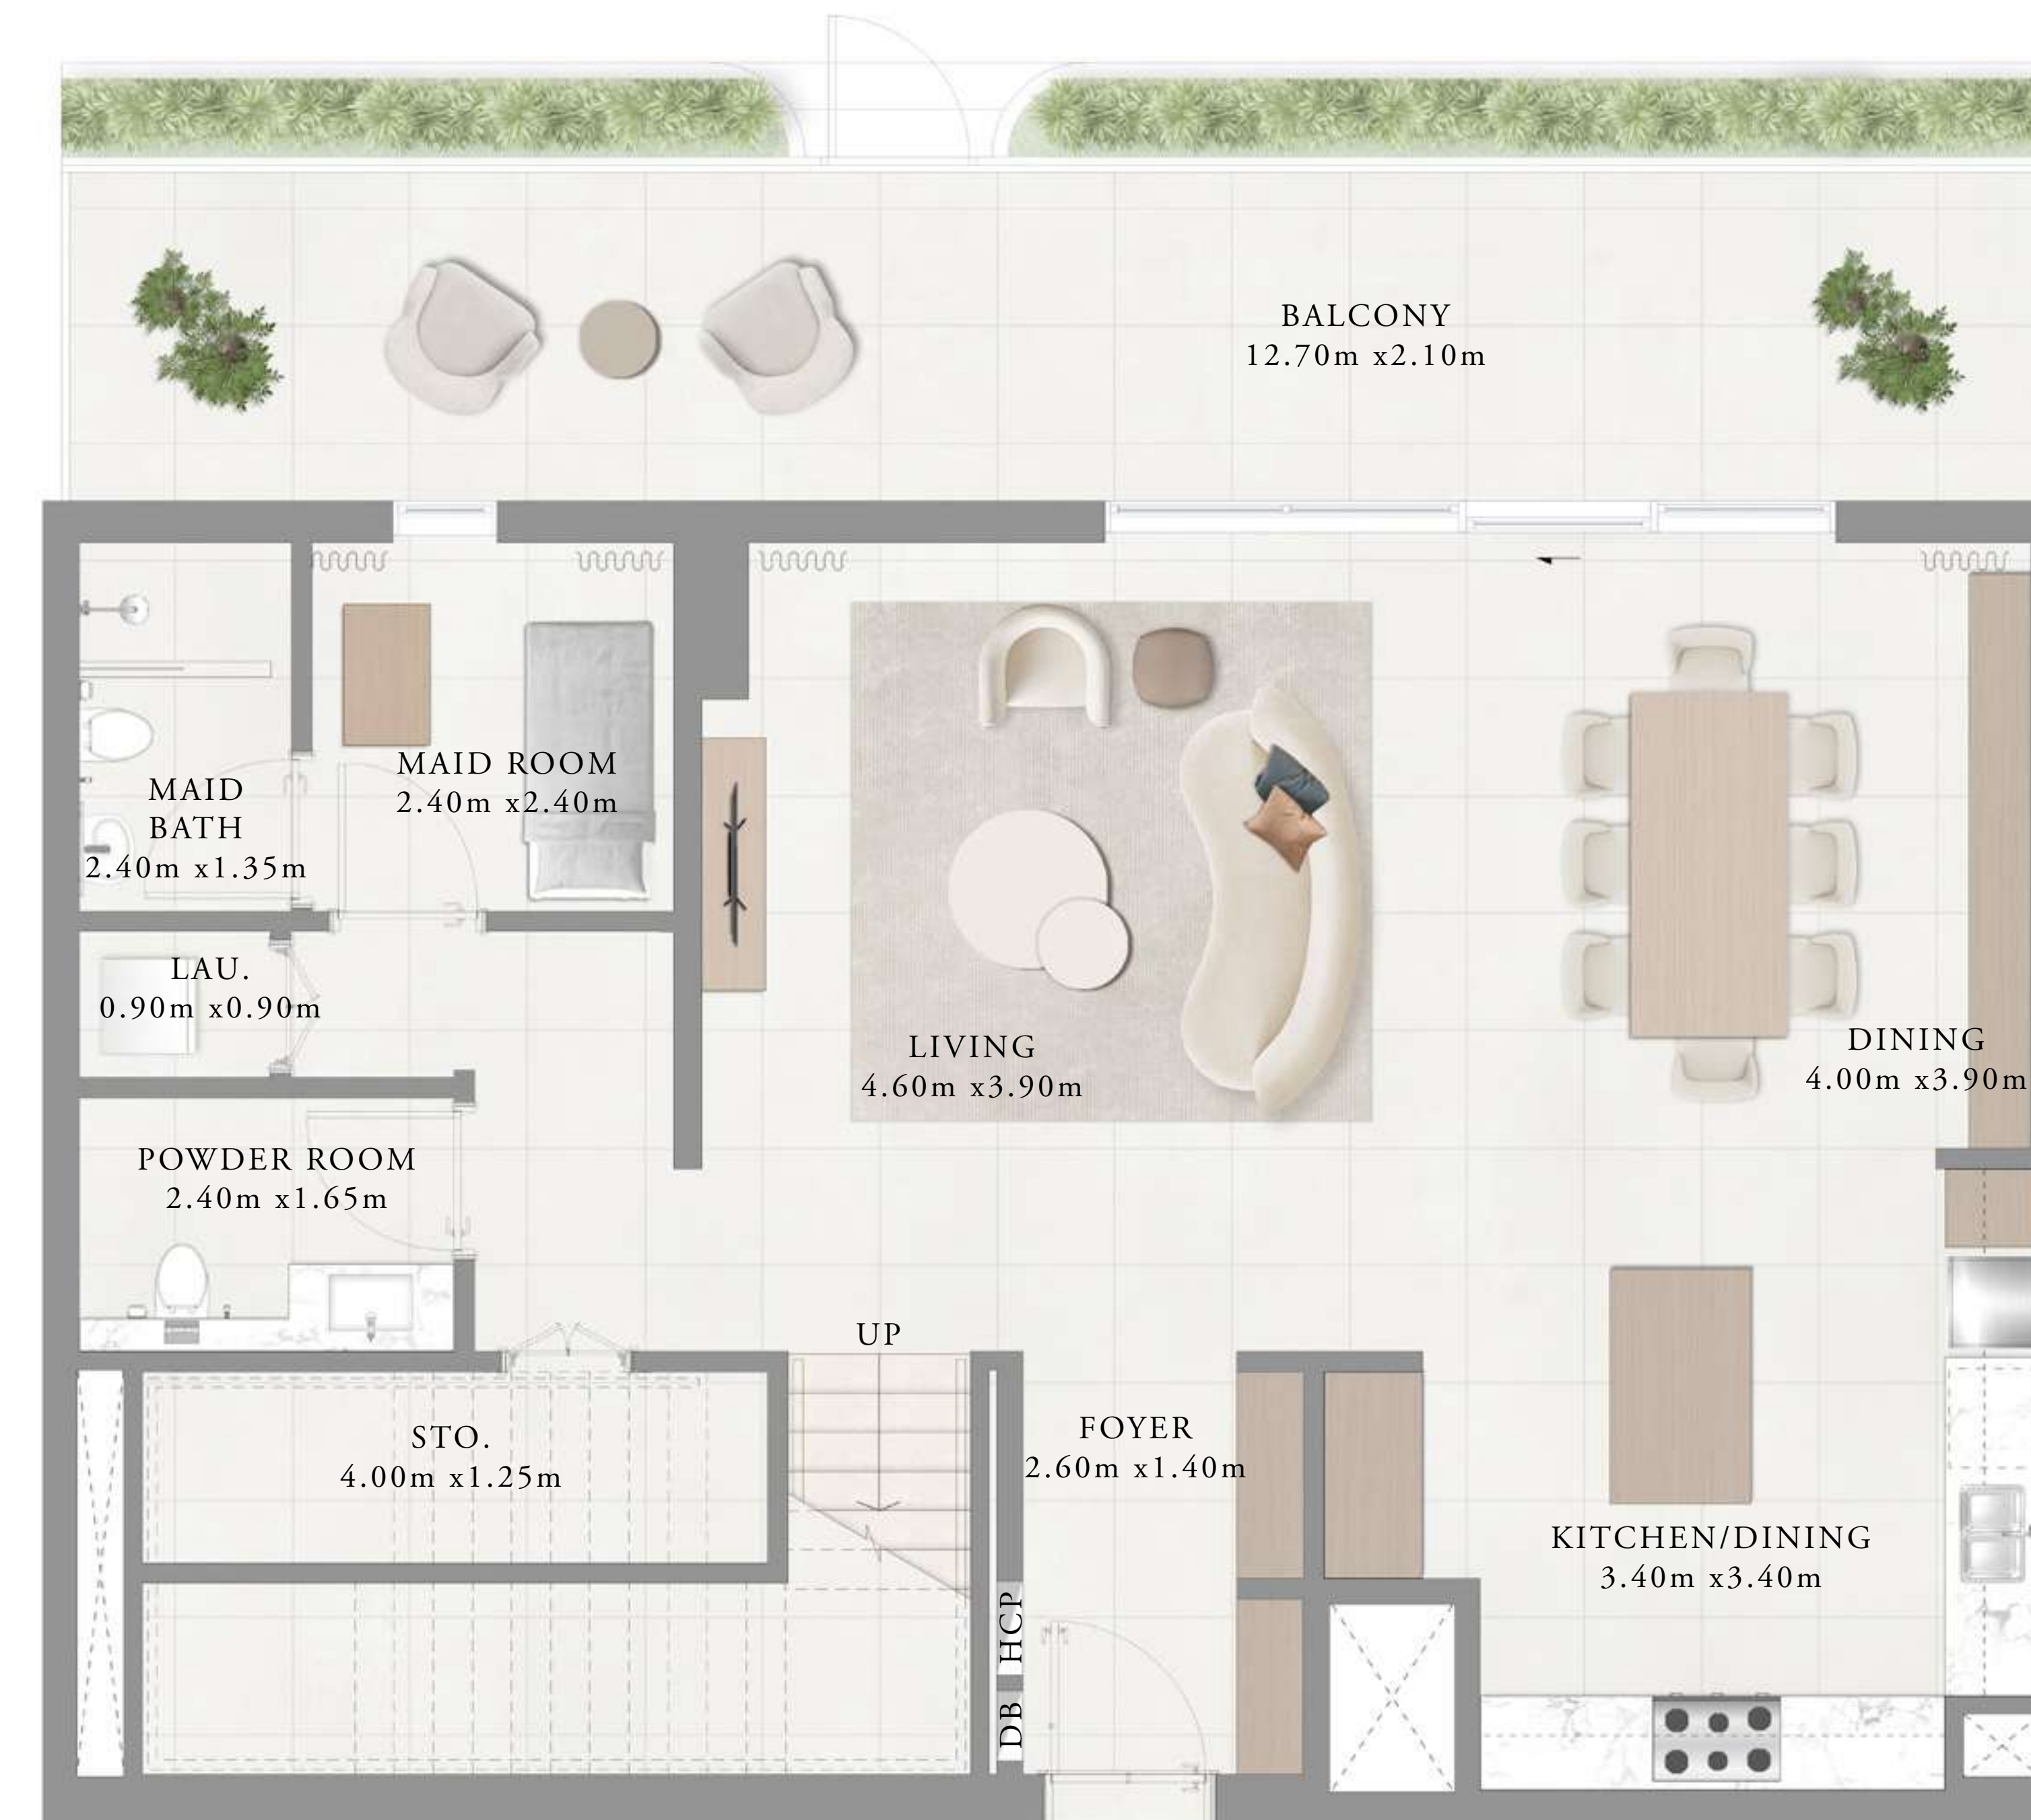 BALCONY
12.70m x2.10m
MAID ROOM
2.40m x2.40m
MAID
BATH
2.40m x1.35m
LAU.
0.90m x0.90m
LIVING
4.60m x3.90m
DINING
4.00m x3.90m
POWDER ROOM
2.40m x1.65m
UP
STO.
4.00m x1.25m
FOYER
2.60m x1.40m
KITCHEN/DINING
3.40m x3.40m
HCP
DB